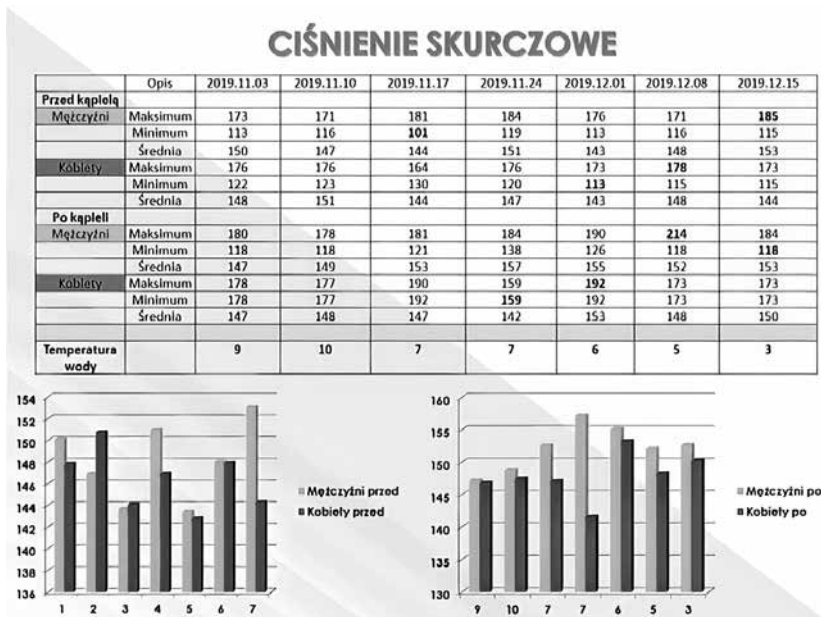 CIŚNIENIE SKURCZOWE
Opis 2019.11.03 2019.11.10 2019.11.17 2019.11.24 2019.12.01 2019.12.08 2019.12.15
Przed kąpielą
Mężczyźni Maksimum 173 171 181 184 176 171 185
Minimum 113 116 101 119 113 116 115
Średnia 150 147 144 151 143 148 153
Kobiety Maksimum 176 176 164 176 173 178 173
Minimum 122 123 130 120 113 115 115
Średnia 148 151 144 147 143 148 144
Po kąpieli
Mężczyźni Maksimum 180 178 181 184 190 214 184
Minimum 118 118 121 138 126 118 118
Średnia 147 149 153 157 155 152 153
Kobiety Maksimum 178 177 190 159 192 173 173
Minimum 178 177 192 159 192 173 173
Średnia 147 148 147 142 153 148 150
Temperatura 9 10 7 7 6 5 3
wody
154
152
150
148
146
144
142
140
138
136
1 2 3 4 5 6 7
Mężczyźni przed
Kobiety przed
160
155
150
145
140
135
130
9 10 7 7 6 5 3
Mężczyźni po
Kobiety po